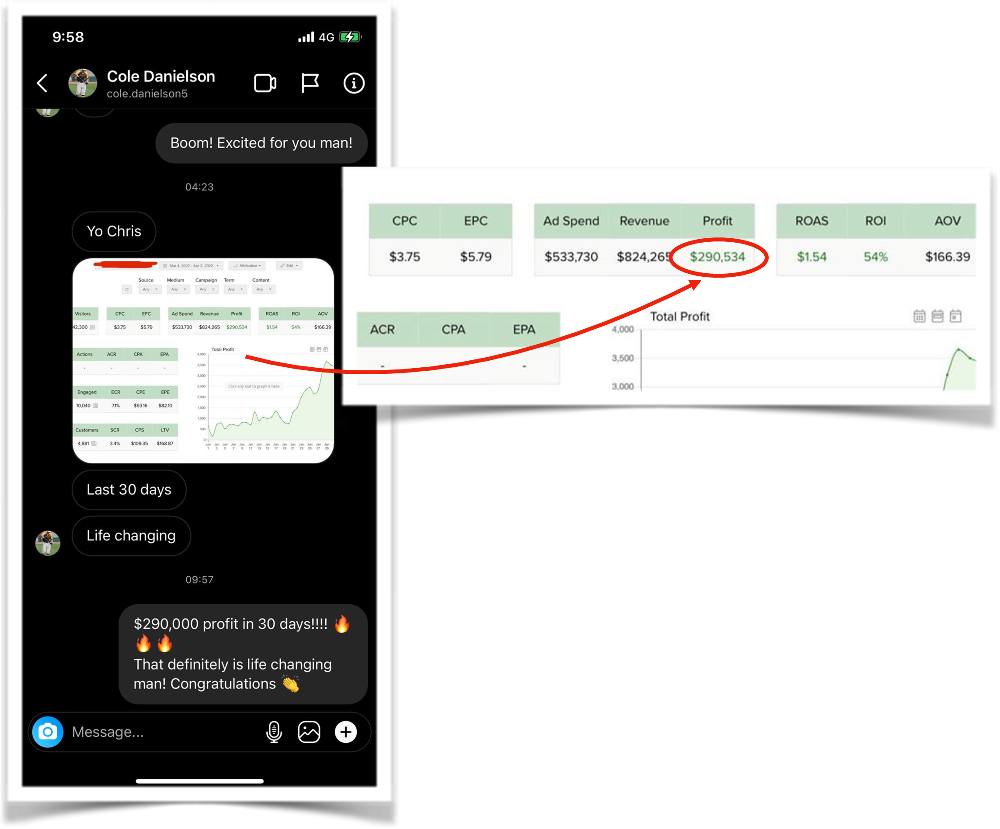 9:58
4G
Cole Danielson
cole.danielson5
Boom! Excited for you man!
04:23
Yo Chris
Mar 4, 2022 - Apr 2, 2022
Attribution
Edit
Source Medium Campaign Term Content
Any Any Any Any Any
Visitors CPC EPC Ad Spend Revenue Profit ROAS ROI AOV
42,300 $3.75 $5.79 $533,730 $824,265 $290,534 $1.54 54% $166.39
Actions ACR CPA EPA
- - - -
Engaged ECR CPE EPE
10,040 7.1% $53.16 $82.10
Customers SCR CPS LTV
4,881 3.4% $109.35 $168.87
Total Profit
4,000
3,500
3,000
2,500
2,000
1,500
1,000
500
0
Click any stat to graph it here
Jan Jan Jan Jan Jan Jan Jan Jan Jan Jan Jan Jan Jan Jan Jan
1 3 5 7 9 11 13 15 17 19 21 23 25 27 29
Last 30 days
Life changing
09:57
$290,000 profit in 30 days!!!! 🔥
🔥 🔥
That definitely is life changing
man! Congratulations 👏
Message...
CPC EPC Ad Spend Revenue Profit ROAS ROI AOV
$3.75 $5.79 $533,730 $824,265 $290,534 $1.54 54% $166.39
ACR CPA EPA
- -
Total Profit
4,000
3,500
3,000